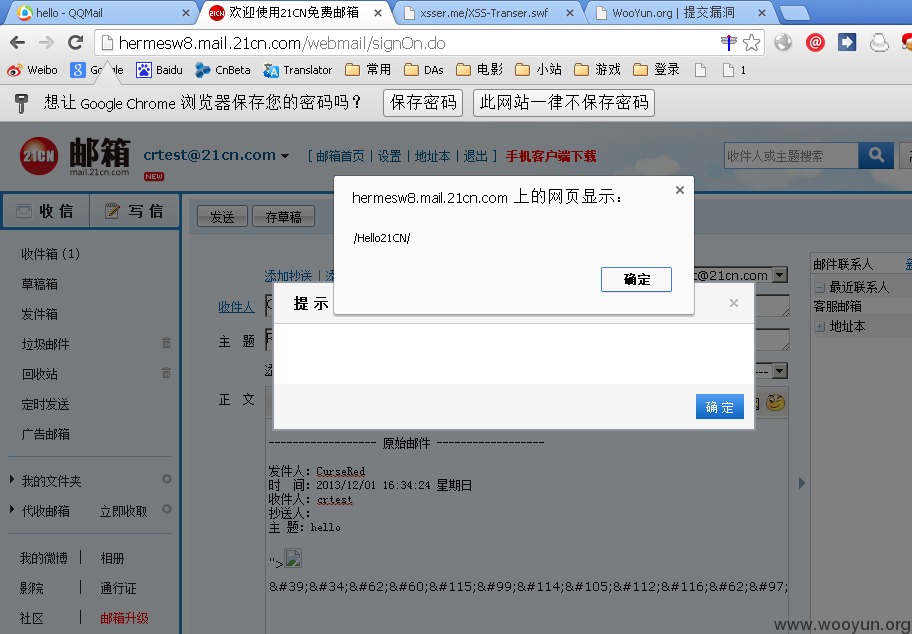 hello - QQMail
欢迎使用21CN免费邮箱
xsser.me/XSS-Transer.swf
WooYun.org | 提交漏洞
hermesw8.mail.21cn.com/webmail/signOn.do
Weibo
Baidu
CnBeta
Translator
常用
DAs
电影
小站
游戏
登录
1
想让 Google Chrome 浏览器保存您的密码吗？
保存密码
此网站一律不保存密码
21CN 邮箱
mail.21cn.com
crtest@21cn.com
NEW
[ 邮箱首页 | 设置 | 地址本 | 退出 ] 手机客户端下载
收件人或主题搜索
收 信
写 信
发送
存草稿
hermesw8.mail.21cn.com 上的网页显示：
/Hello21CN/
确定
提 示
确 定
收件箱 (1)
草稿箱
发件箱
垃圾邮件
回收站
定时发送
广告邮箱
我的文件夹
代收邮箱 立即收取
我的微博 | 相册
影院 | 通行证
社区 | 邮箱升级
添加抄送 |
@21cn.com
收件人
主 题
正 文
邮件联系人
最近联系人
客服邮箱
地址本
------------------ 原始邮件 ------------------
发件人: CurseRed
时 间: 2013/12/01 16:34:24 星期日
收件人: crtest
抄送人:
主 题: hello
">
&#39;&#34;&#62;&#60;&#115;&#99;&#114;&#105;&#112;&#116;&#62;&#97;
www.wooyun.org